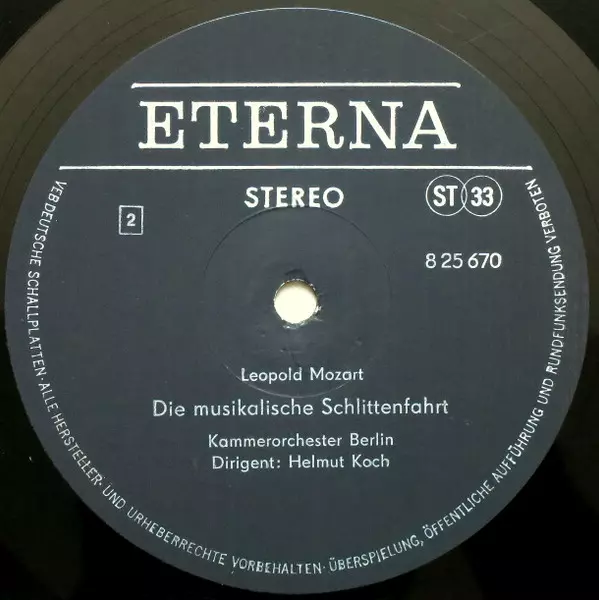 ETERNA
STEREO
ST 33
2
8 25 670
Leopold Mozart
Die musikalische Schlittenfahrt
Kammerorchester Berlin
Dirigent: Helmut Koch
VEB DEUTSCHE SCHALLPLATTEN · ALLE HERSTELLER- UND URHEBERRECHTE VORBEHALTEN · ÜBERSPIELUNG, ÖFFENTLICHE AUFFÜHRUNG UND RUNDFUNKSENDUNG VERBOTEN